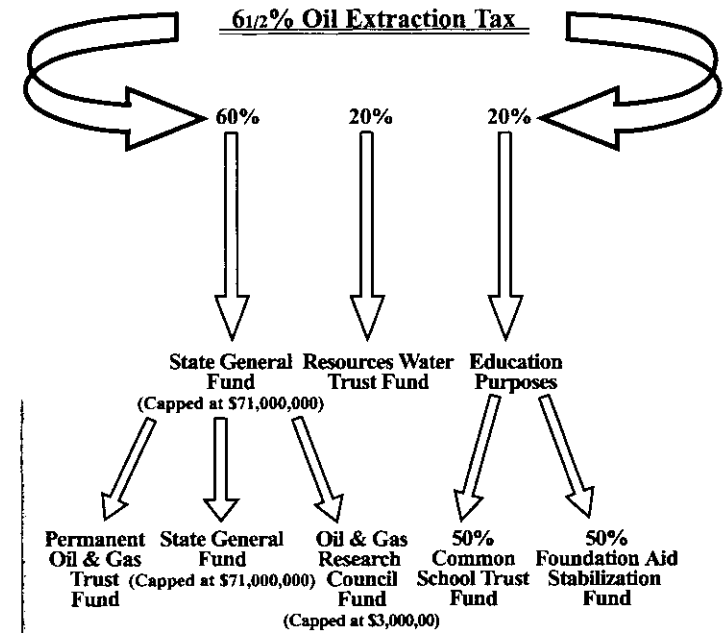 61/2% Oil Extraction Tax
60% 20% 20%
State General Fund
(Capped at $71,000,000)
Resources Water Trust Fund
Education Purposes
Permanent
Oil & Gas
Trust
Fund
State General
Fund
(Capped at $71,000,000)
Oil & Gas
Research
Council
Fund
(Capped at $3,000,00)
50%
Common
School Trust
Fund
50%
Foundation Aid
Stabilization
Fund